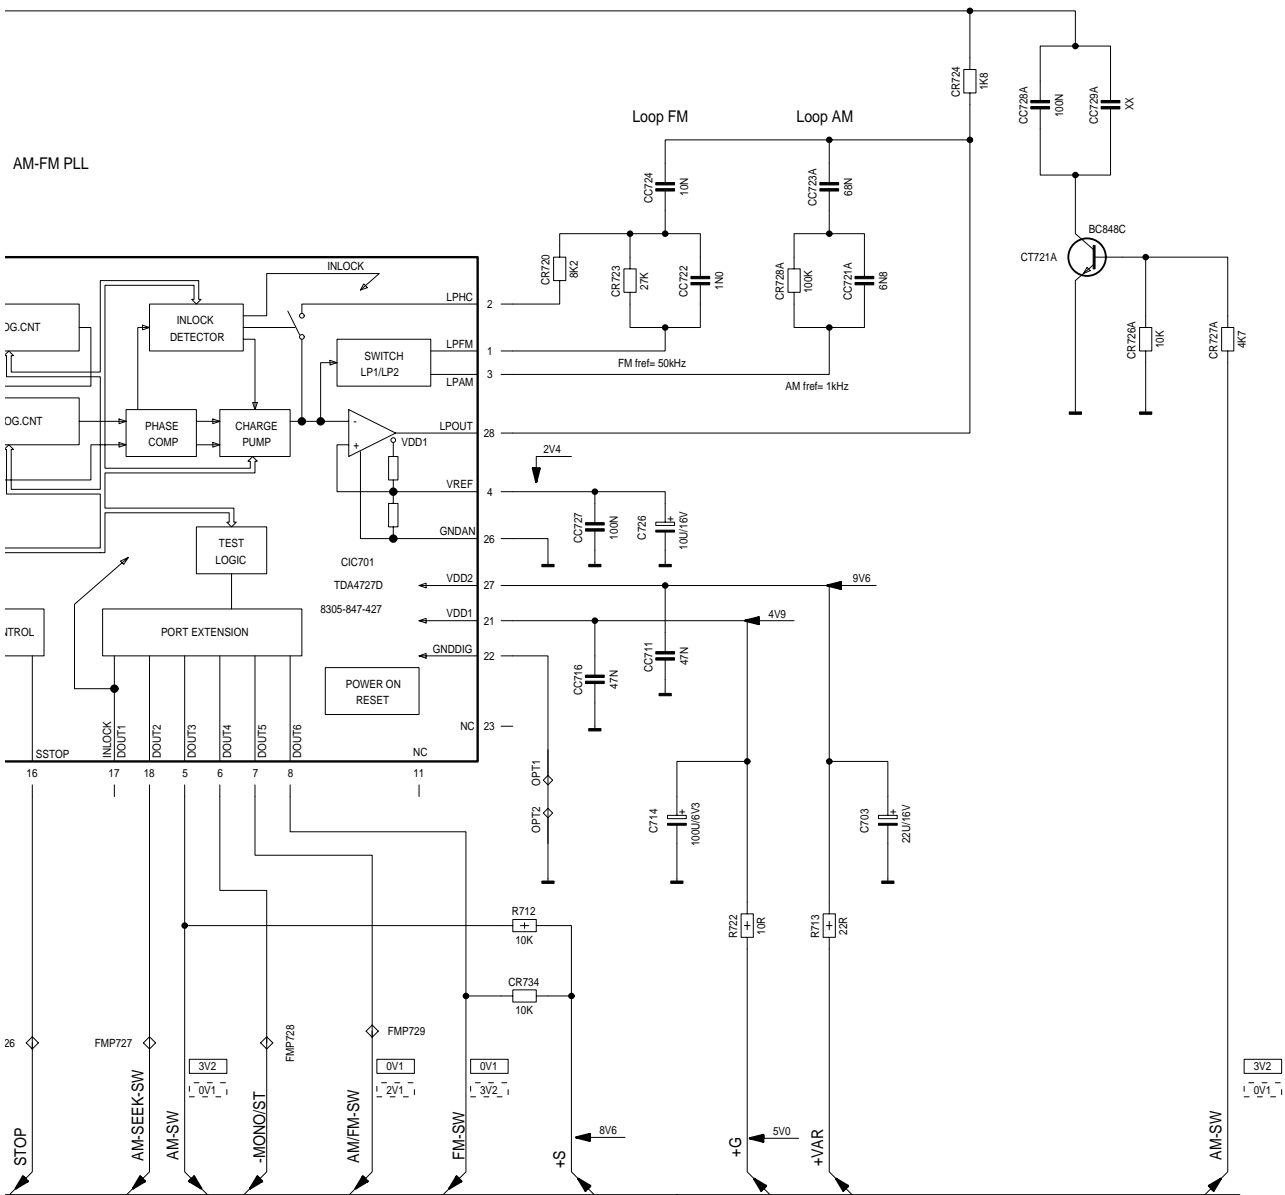 CR724
1K8
CC728A
100N
CC729A
XX
Loop FM
Loop AM
AM-FM PLL
CC724
10N
CC723A
68N
BC848C
CT721A
INLOCK
CR720
8K2
CR723
27K
CC722
1N0
CR728A
100K
CC721A
6N8
LPHC
2
OG.CNT
INLOCK
DETECTOR
CR726A
10K
CR727A
4K7
SWITCH
LP1/LP2
LPFM
1
FM fref= 50kHz
3
LPAM
AM fref= 1kHz
OG.CNT
PHASE
COMP
CHARGE
PUMP
-
+
VDD1
LPOUT
28
2V4
VREF
4
CC727
100N
C726
+
10U/16V
GNDAN
26
TEST
LOGIC
CIC701
TDA4727D
8305-847-427
VDD2
27
9V6
VDD1
21
4V9
NTROL
PORT EXTENSION
GNDDIG
22
CC716
47N
CC711
47N
POWER ON
RESET
NC
23
SSTOP
INLOCK
DOUT1
DOUT2
DOUT3
DOUT4
DOUT5
DOUT6
NC
16
17
18
5
6
7
8
11
OPT1
OPT2
C714
+
100U/6V3
C703
+
22U/16V
R712
+
10K
R722
+
10R
R713
+
22R
CR734
10K
26
FMP727
FMP728
FMP729
3V2
0V1
0V1
2V1
0V1
3V2
3V2
0V1
STOP
AM-SEEK-SW
AM-SW
-MONO/ST
AM/FM-SW
FM-SW
+S
8V6
+G
5V0
+VAR
AM-SW